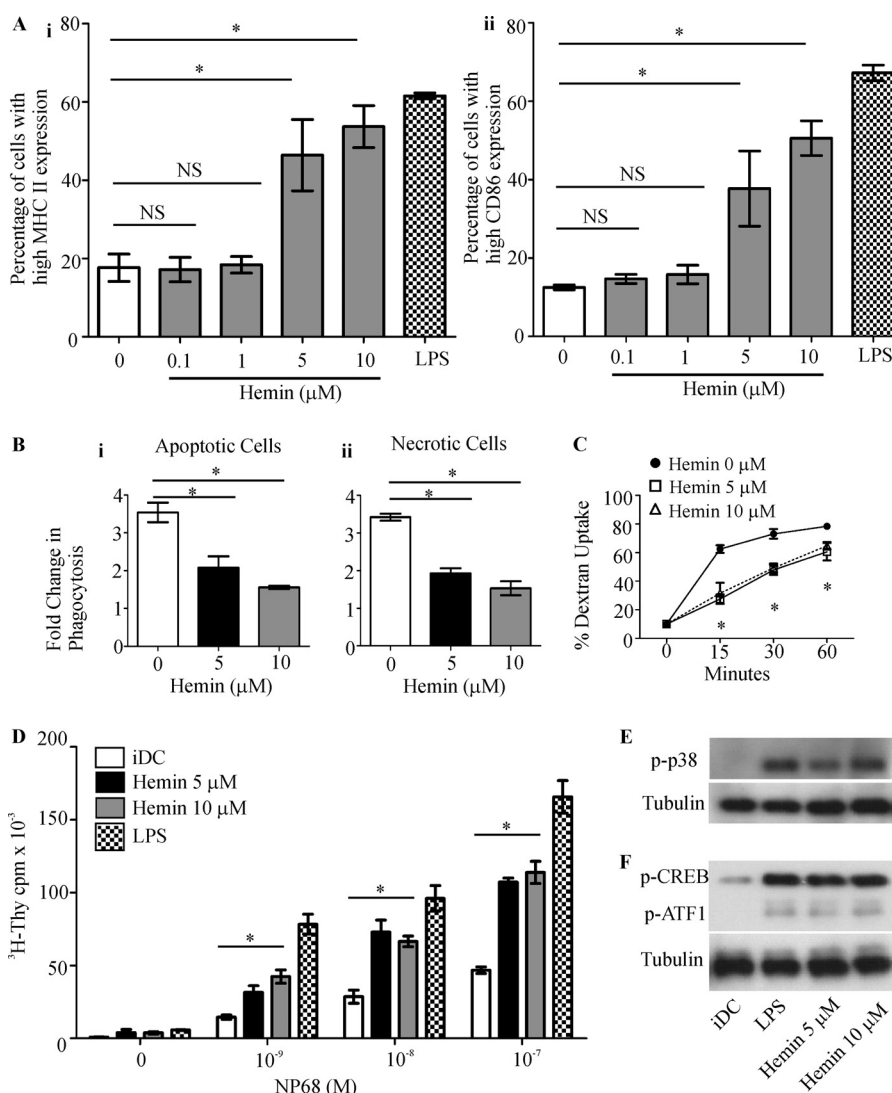 A
i
Percentage of cells with
high MHC II expression
80
60
40
20
0
*
*
NS
NS
0 0.1 1 5 10 LPS
Hemin (μM)
ii
Percentage of cells with
high CD86 expression
80
60
40
20
0
*
*
NS
NS
0 0.1 1 5 10 LPS
Hemin (μM)
B
i
Apoptotic Cells
Fold Change in
Phagocytosis
4
3
2
1
0
*
*
0 5 10
Hemin (μM)
ii
Necrotic Cells
4
3
2
1
0
*
*
0 5 10
Hemin (μM)
C
Hemin 0 μM
Hemin 5 μM
Hemin 10 μM
% Dextran Uptake
100
80
60
40
20
0
* * *
0 15 30 60
Minutes
D
iDC
Hemin 5 μM
Hemin 10 μM
LPS
³H-Thy cpm x 10⁻³
200
150
100
50
0
* * *
0 10⁻⁹ 10⁻⁸ 10⁻⁷
NP68 (M)
E
p-p38
Tubulin
F
p-CREB
p-ATF1
Tubulin
iDC
LPS
Hemin 5 μM
Hemin 10 μM